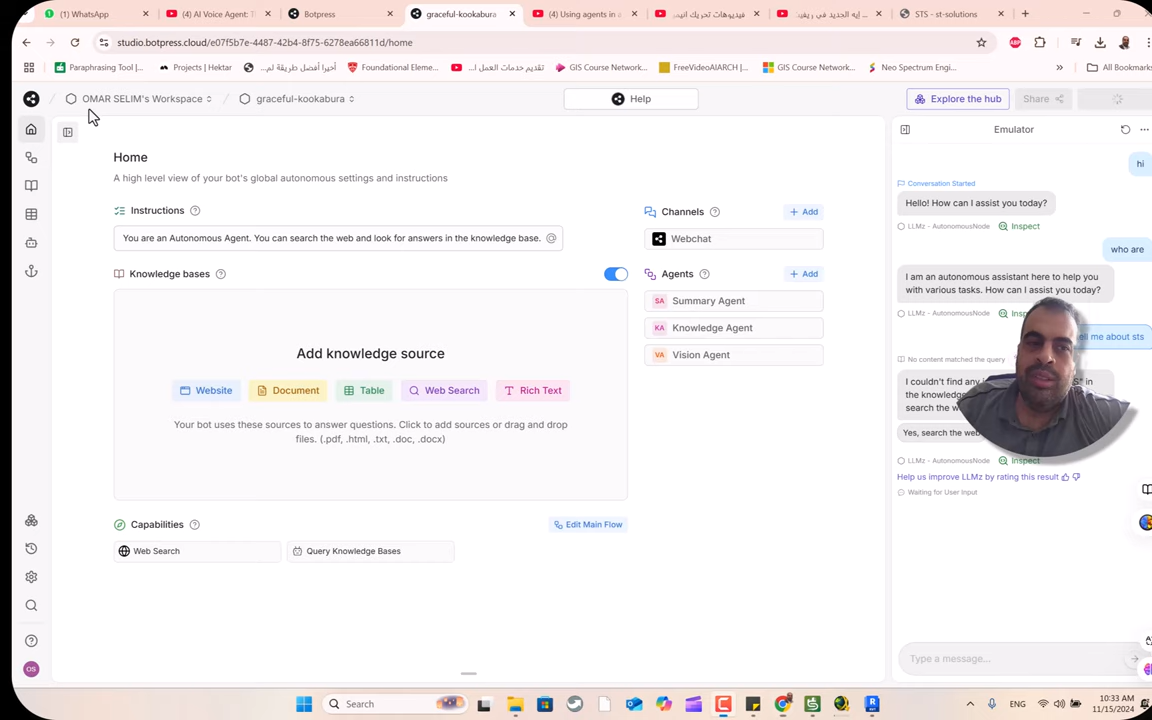 (1) WhatsApp
(4) AI Voice Agent: Th
Botpress
graceful-kookabura
(4) Using agents in a
فيديوهات تحريك انيم
STS - st-solutions
studio.botpress.cloud/e07f5b7e-4487-42b4-8f75-6278ea66811d/home
Paraphrasing Tool |...
Projects | Hektar
Foundational Eleme...
GIS Course Network...
FreeVideoAIARCH |...
GIS Course Network...
Neo Spectrum Engi...
All Bookmarks
OMAR SELIM's Workspace
graceful-kookabura
Help
Explore the hub
Share
Emulator
hi
Home
A high level view of your bot's global autonomous settings and instructions
Conversation Started
Hello! How can I assist you today?
LLMz - AutonomousNode
Inspect
Instructions
Channels
+ Add
You are an Autonomous Agent. You can search the web and look for answers in the knowledge base.
Webchat
who are
Knowledge bases
Agents
+ Add
I am an autonomous assistant here to help you
with various tasks. How can I assist you today?
Summary Agent
LLMz - AutonomousNode
Knowledge Agent
Vision Agent
ell me about sts
Add knowledge source
No content matched the query
Website
Document
Table
Web Search
Rich Text
I couldn't find any
in
the knowledge
search the w
Your bot uses these sources to answer questions. Click to add sources or drag and drop
files. (.pdf, .html, .txt, .doc, .docx)
Yes, search the web
LLMz - AutonomousNode
Inspect
Help us improve LLMz by rating this result
Waiting for User Input
Capabilities
Edit Main Flow
Web Search
Query Knowledge Bases
Type a message...
OS
Search
ENG
10:33 AM
11/15/2024